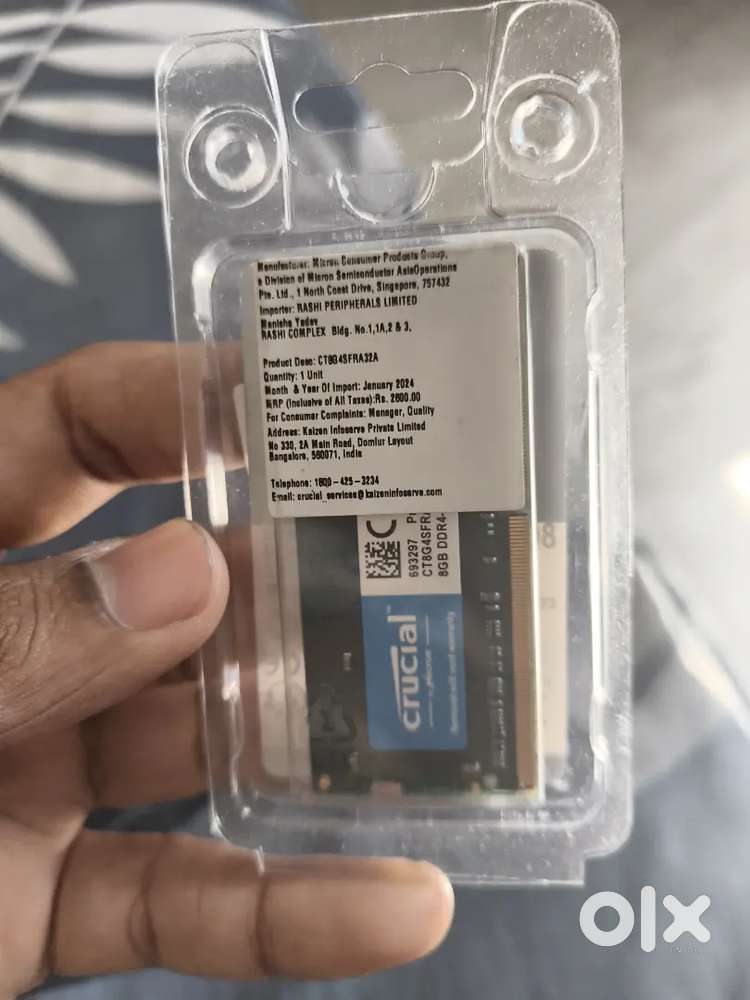 Manufacturer: Micron Consumer Products Group,
a Division of Micron Semiconductor AsiaOperations
Pte. Ltd., 1 North Coast Drive, Singapore, 757432
Importer: RASHI PERIPHERALS LIMITED
Manisha Yadav
RASHI COMPLEX Bldg. No.1,1A,2 & 3,
Product Desc: CT8G4SFRA32A
Quantity: 1 Unit
Month & Year Of Import: January 2024
MRP (Inclusive of All Taxes):Rs. 2600.00
For Consumer Complaints: Manager, Quality
Address: Kaizen Infoserve Private Limited
No 330, 2A Main Road, Domlur Layout
Bangalore, 560071, India
Telephone: 1800-425-3234
Email: crucial_services@kaizeninfoserve.com
693297
CT8G4SFRA
8GB DDR4-
crucial
by Micron
olx